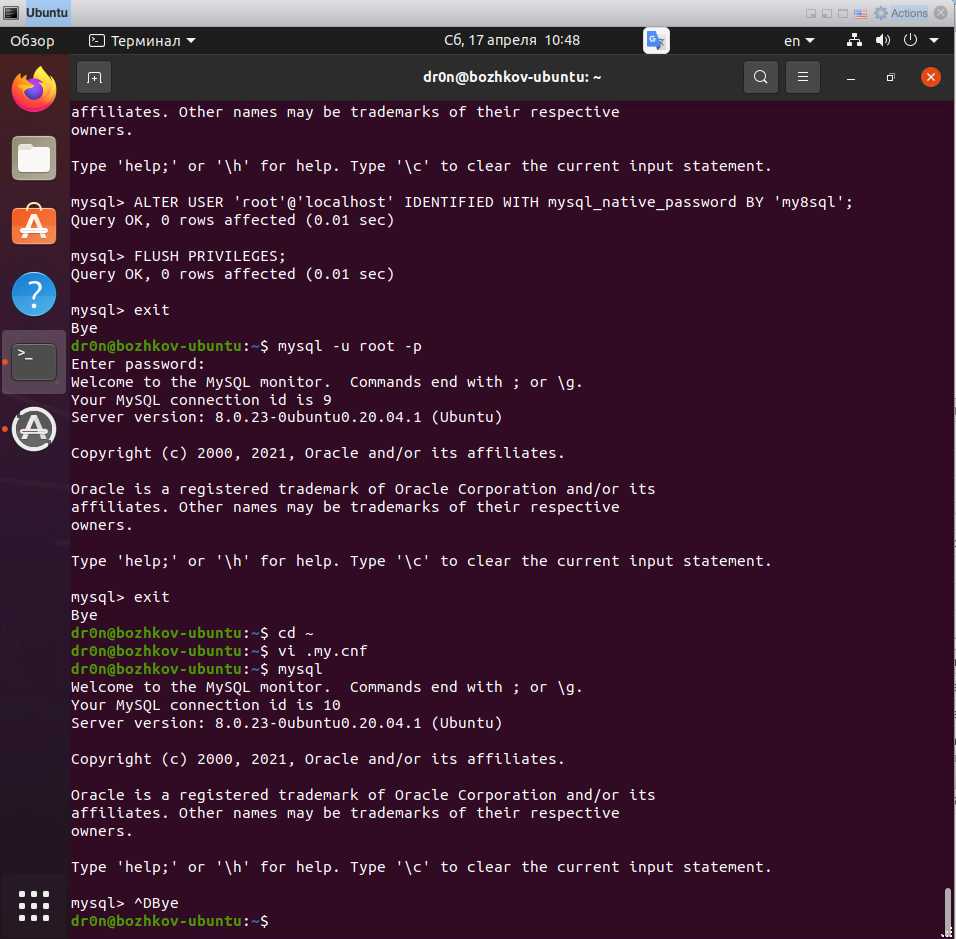 Ubuntu
Actions
Обзор
Терминал
Сб, 17 апреля 10:48
en
dr0n@bozhkov-ubuntu: ~
affiliates. Other names may be trademarks of their respective
owners.
Type 'help;' or '\h' for help. Type '\c' to clear the current input statement.
mysql> ALTER USER 'root'@'localhost' IDENTIFIED WITH mysql_native_password BY 'my8sql';
Query OK, 0 rows affected (0.01 sec)
mysql> FLUSH PRIVILEGES;
Query OK, 0 rows affected (0.01 sec)
mysql> exit
Bye
dr0n@bozhkov-ubuntu:~$ mysql -u root -p
Enter password:
Welcome to the MySQL monitor.  Commands end with ; or \g.
Your MySQL connection id is 9
Server version: 8.0.23-0ubuntu0.20.04.1 (Ubuntu)
Copyright (c) 2000, 2021, Oracle and/or its affiliates.
Oracle is a registered trademark of Oracle Corporation and/or its
affiliates. Other names may be trademarks of their respective
owners.
Type 'help;' or '\h' for help. Type '\c' to clear the current input statement.
mysql> exit
Bye
dr0n@bozhkov-ubuntu:~$ cd ~
dr0n@bozhkov-ubuntu:~$ vi .my.cnf
dr0n@bozhkov-ubuntu:~$ mysql
Welcome to the MySQL monitor.  Commands end with ; or \g.
Your MySQL connection id is 10
Server version: 8.0.23-0ubuntu0.20.04.1 (Ubuntu)
Copyright (c) 2000, 2021, Oracle and/or its affiliates.
Oracle is a registered trademark of Oracle Corporation and/or its
affiliates. Other names may be trademarks of their respective
owners.
Type 'help;' or '\h' for help. Type '\c' to clear the current input statement.
mysql> ^DBye
dr0n@bozhkov-ubuntu:~$